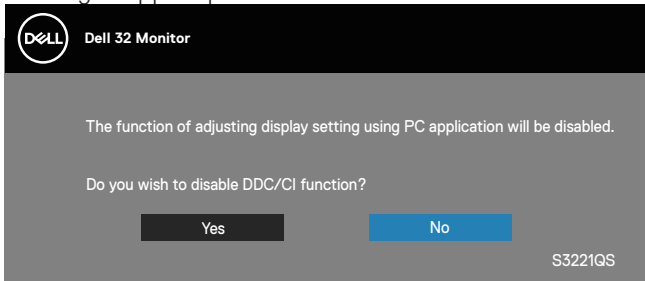 DELL
Dell 32 Monitor
The function of adjusting display setting using PC application will be disabled.
Do you wish to disable DDC/CI function?
Yes No
S3221QS